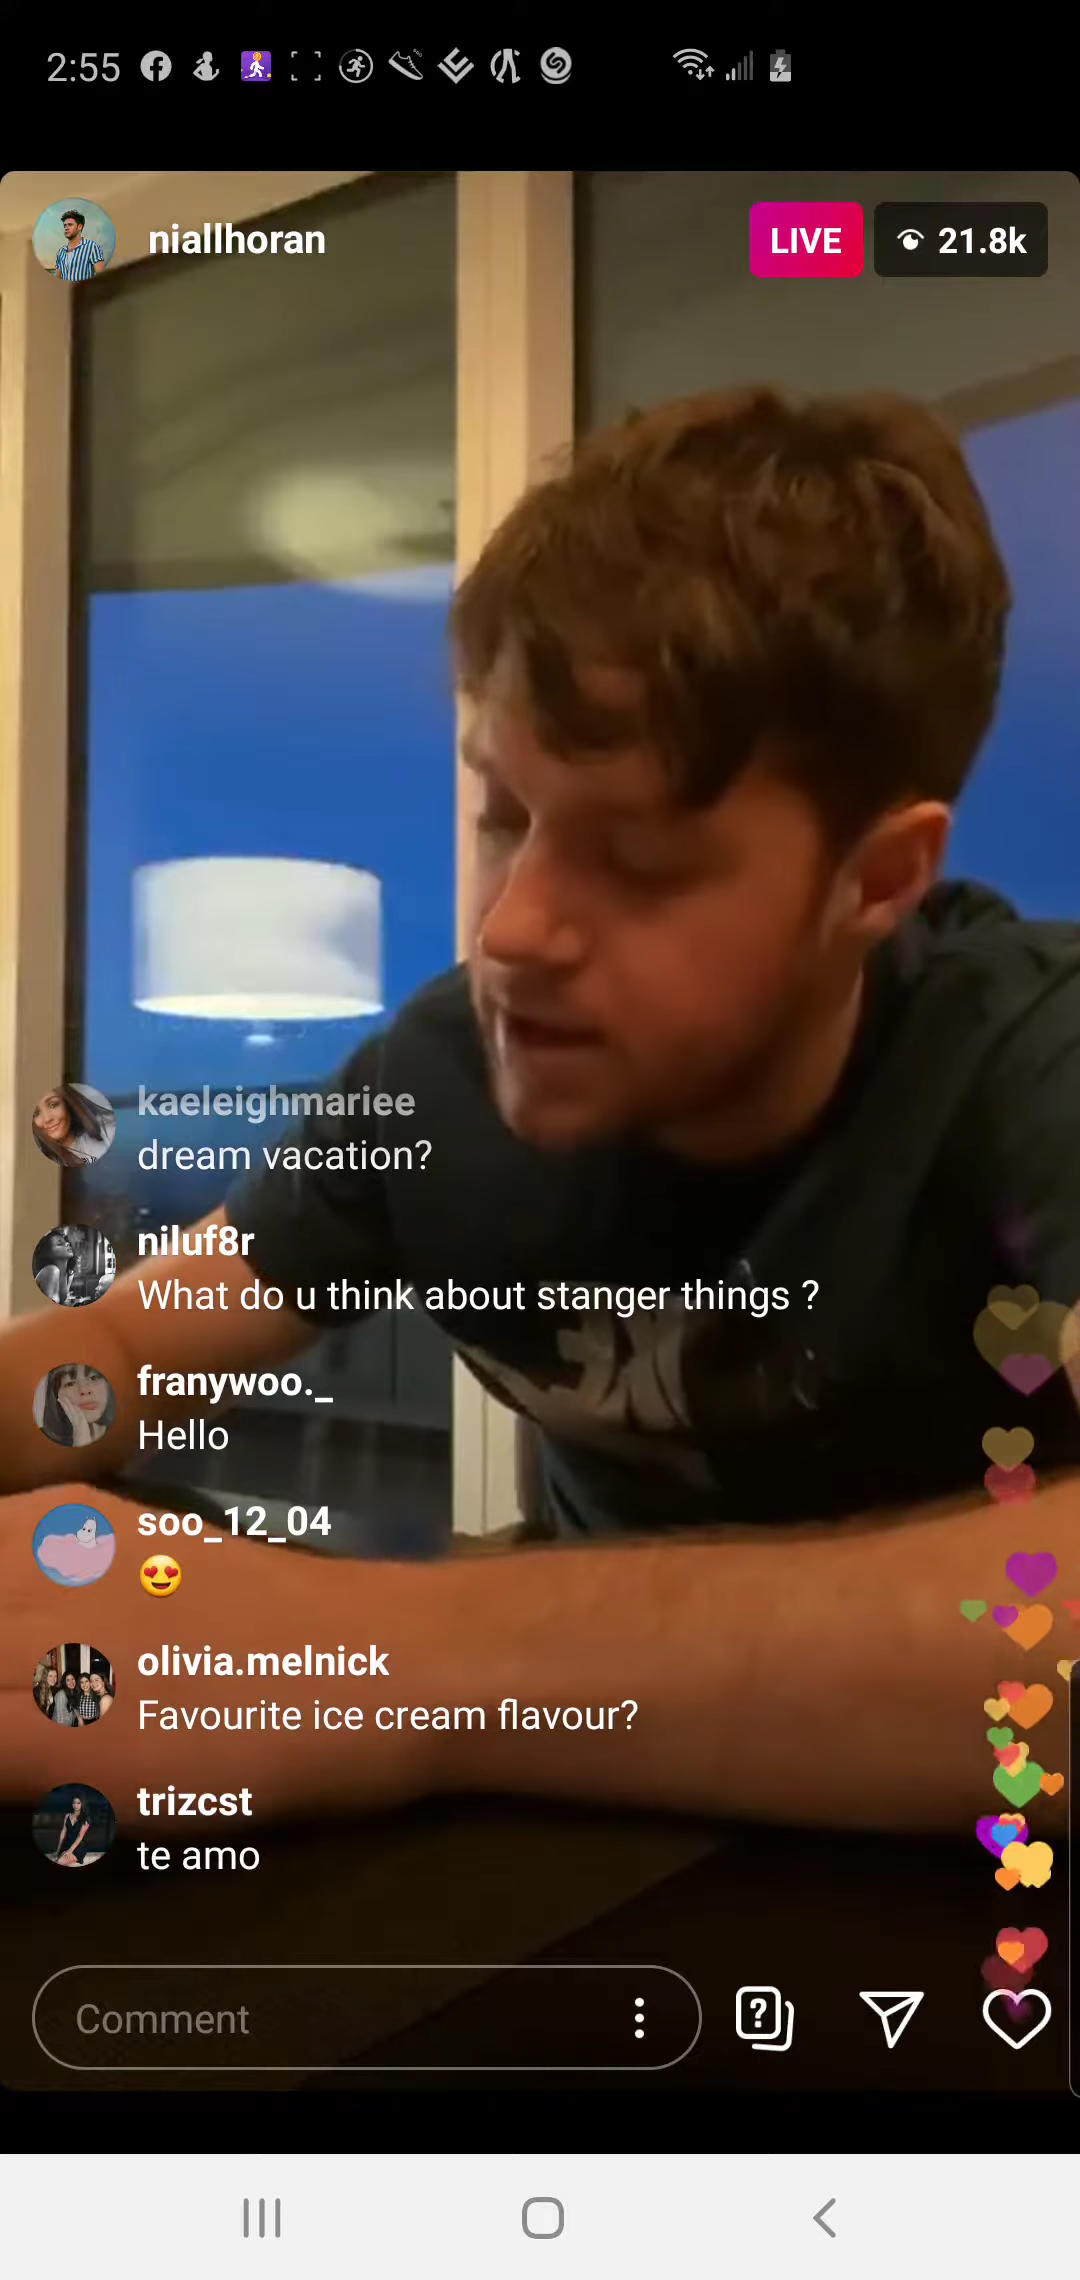 2:55
niallhoran
LIVE
21.8k
kaeleighmariee
dream vacation?
niluf8r
What do u think about stanger things ?
franywoo._
Hello
soo_12_04
😍
olivia.melnick
Favourite ice cream flavour?
trizcst
te amo
Comment